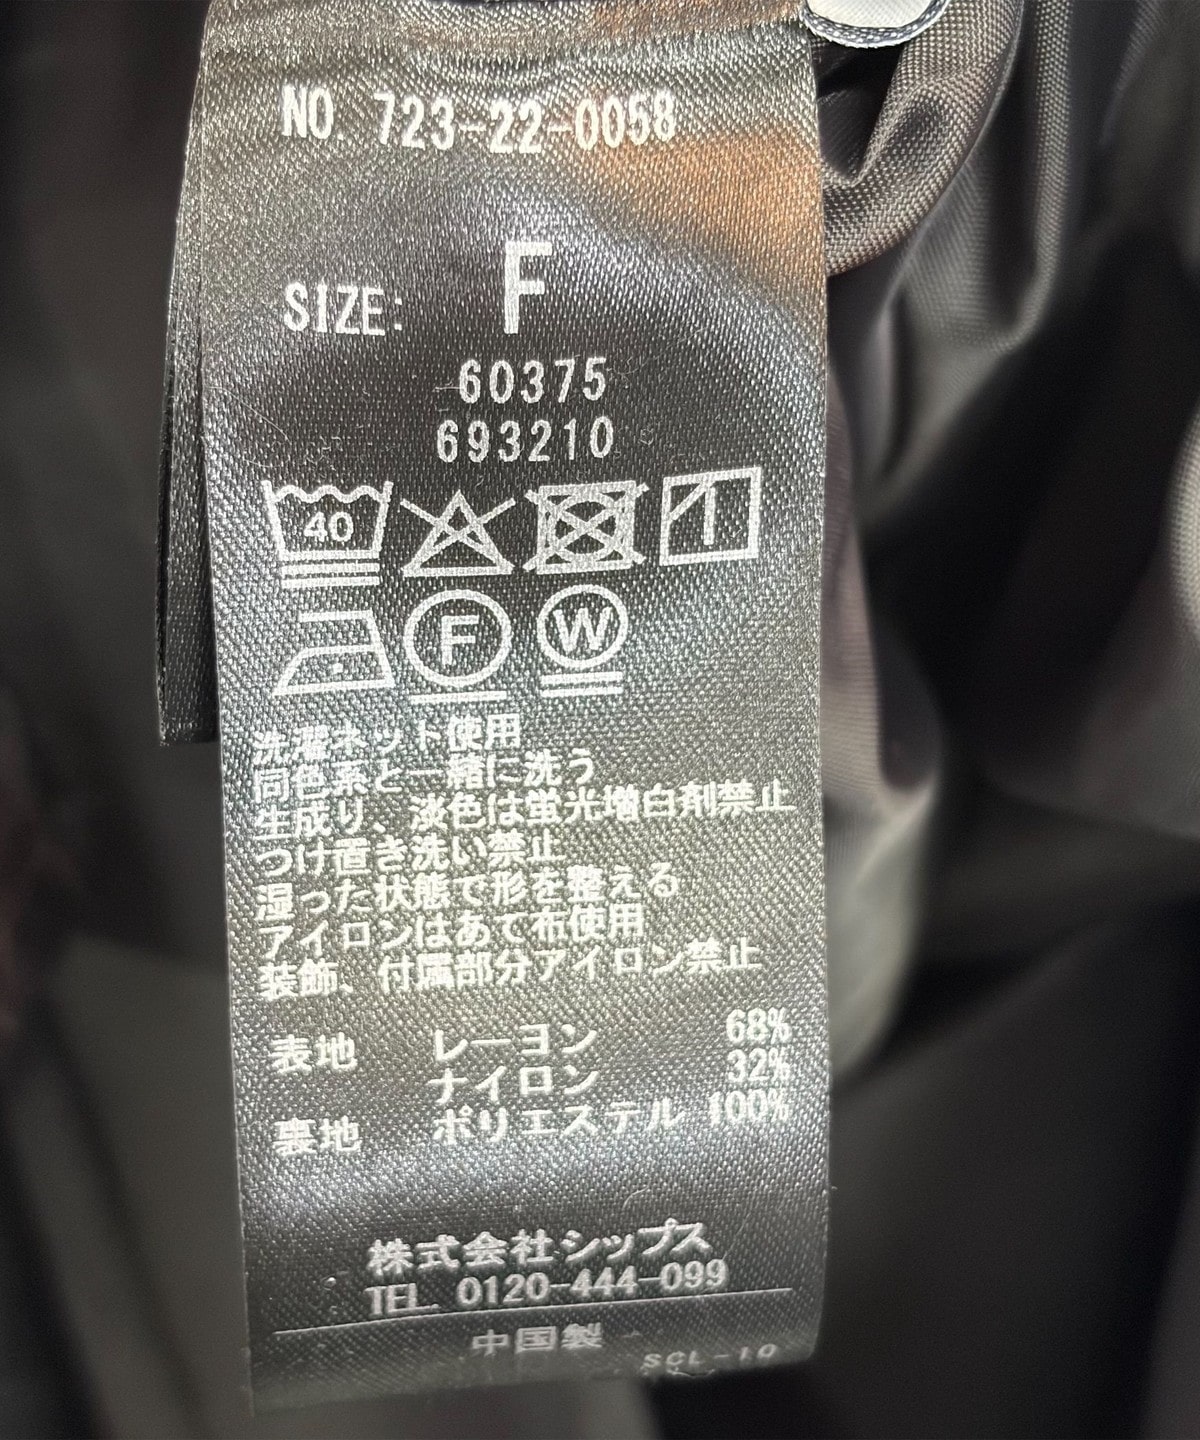 NO. 723-22-0058
SIZE: F
60375
693210
40
F W
洗濯ネット使用
同色系と一緒に洗う
生成り、淡色は蛍光増白剤禁止
つけ置き洗い禁止
湿った状態で形を整える
アイロンはあて布使用
装飾、付属部分アイロン禁止
表地 レーヨン 68%
ナイロン 32%
裏地 ポリエステル 100%
株式会社シップス
TEL. 0120-444-099
中国製
SCL-10